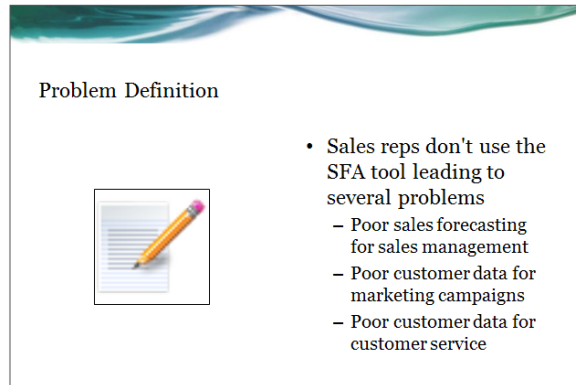 Problem Definition
• Sales reps don't use the
SFA tool leading to
several problems
– Poor sales forecasting
for sales management
– Poor customer data for
marketing campaigns
– Poor customer data for
customer service